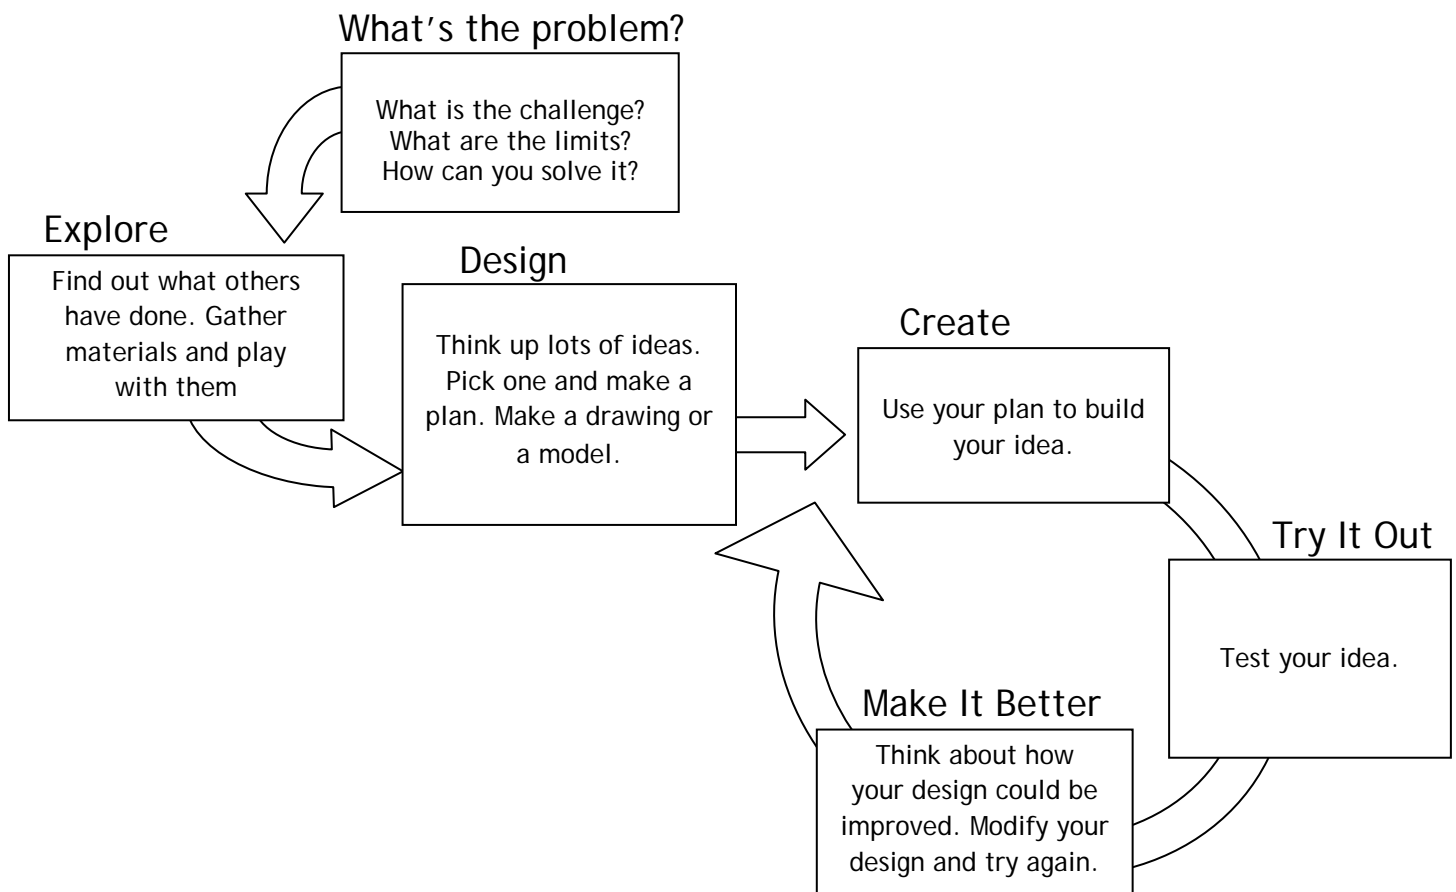 What's the problem?
What is the challenge?
What are the limits?
How can you solve it?
Explore
Find out what others
have done. Gather
materials and play
with them
Design
Think up lots of ideas.
Pick one and make a
plan. Make a drawing or
a model.
Create
Use your plan to build
your idea.
Try It Out
Test your idea.
Make It Better
Think about how
your design could be
improved. Modify your
design and try again.